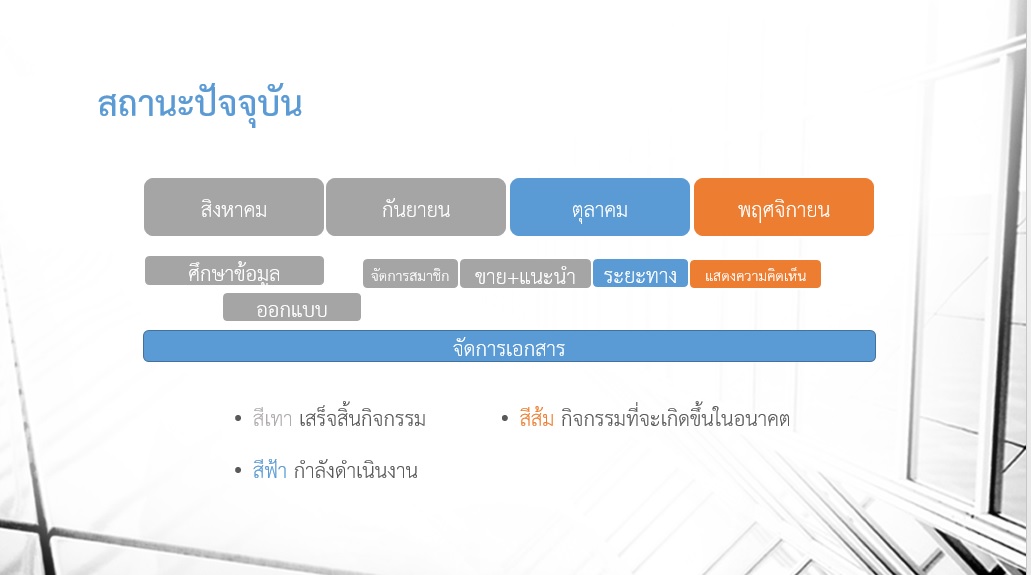 สถานะปัจจุบัน
สิงหาคม กันยายน ตุลาคม พฤศจิกายน
ศึกษาข้อมูล จัดการสมาชิก ขาย+แนะนำ ระยะทาง แสดงความคิดเห็น
ออกแบบ
จัดการเอกสาร
• สีเทา เสร็จสิ้นกิจกรรม • สีส้ม กิจกรรมที่จะเกิดขึ้นในอนาคต
• สีฟ้า กำลังดำเนินงาน